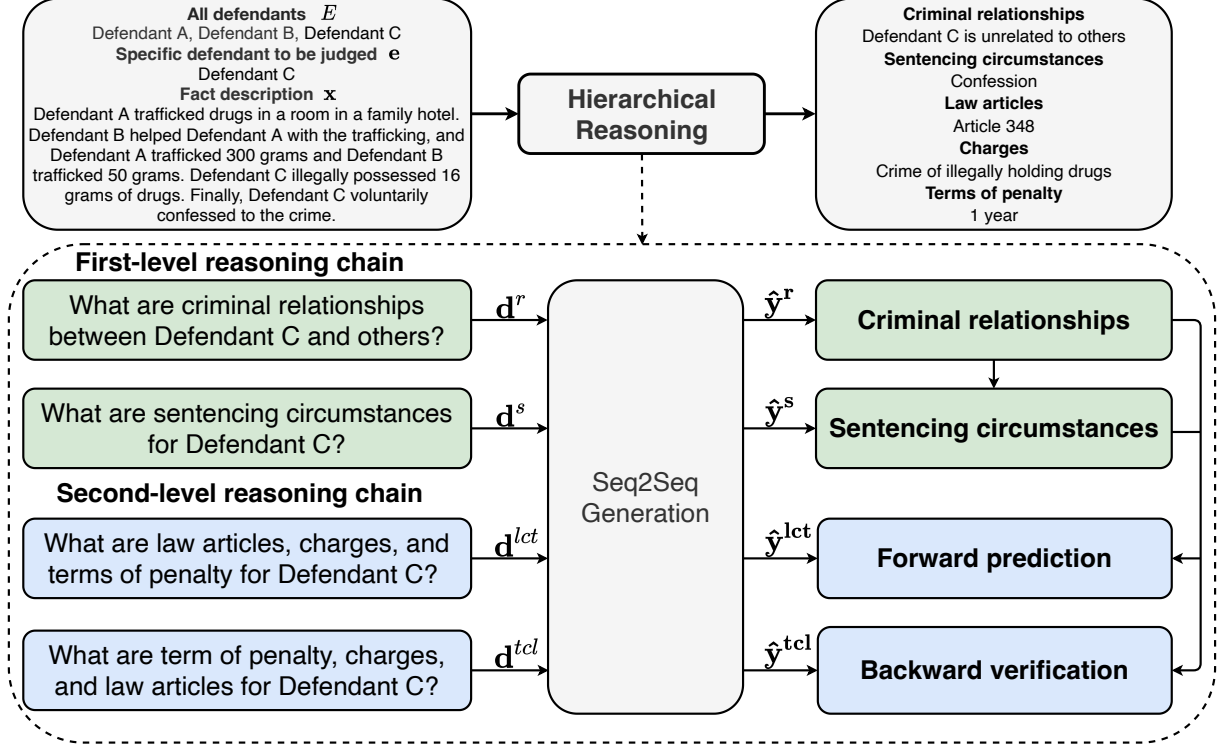 All defendants E
Defendant A, Defendant B, Defendant C
Specific defendant to be judged e
Defendant C
Fact description x
Defendant A trafficked drugs in a room in a family hotel.
Defendant B helped Defendant A with the trafficking, and
Defendant A trafficked 300 grams and Defendant B
trafficked 50 grams. Defendant C illegally possessed 16
grams of drugs. Finally, Defendant C voluntarily
confessed to the crime.
Hierarchical
Reasoning
Criminal relationships
Defendant C is unrelated to others
Sentencing circumstances
Confession
Law articles
Article 348
Charges
Crime of illegally holding drugs
Terms of penalty
1 year
First-level reasoning chain
What are criminal relationships
between Defendant C and others?
d^r
ŷ^r
Criminal relationships
What are sentencing circumstances
for Defendant C?
d^s
ŷ^s
Sentencing circumstances
Second-level reasoning chain
Seq2Seq
Generation
What are law articles, charges, and
terms of penalty for Defendant C?
d^lct
ŷ^lct
Forward prediction
What are term of penalty, charges,
and law articles for Defendant C?
d^tcl
ŷ^tcl
Backward verification